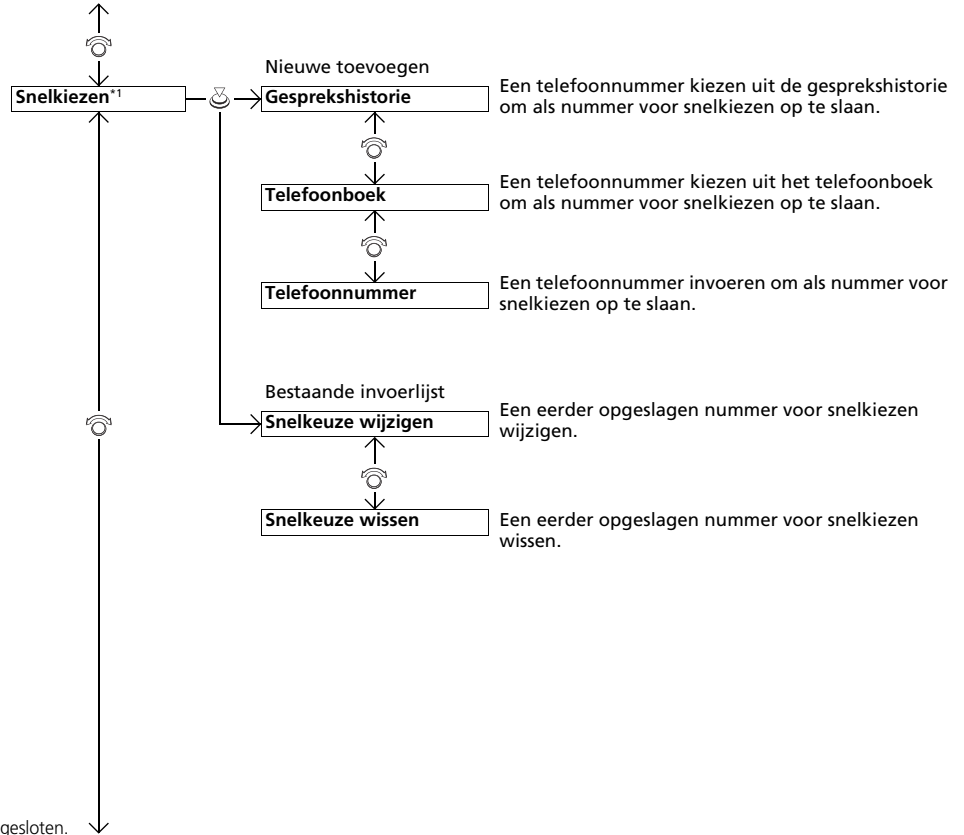 Nieuwe toevoegen
Snelkiezen*1
Gesprekshistorie
Een telefoonnummer kiezen uit de gesprekshistorie
om als nummer voor snelkiezen op te slaan.
Telefoonboek
Een telefoonnummer kiezen uit het telefoonboek
om als nummer voor snelkiezen op te slaan.
Telefoonnummer
Een telefoonnummer invoeren om als nummer voor
snelkiezen op te slaan.
Bestaande invoerlijst
Snelkeuze wijzigen
Een eerder opgeslagen nummer voor snelkiezen
wijzigen.
Snelkeuze wissen
Een eerder opgeslagen nummer voor snelkiezen
wissen.
gesloten.